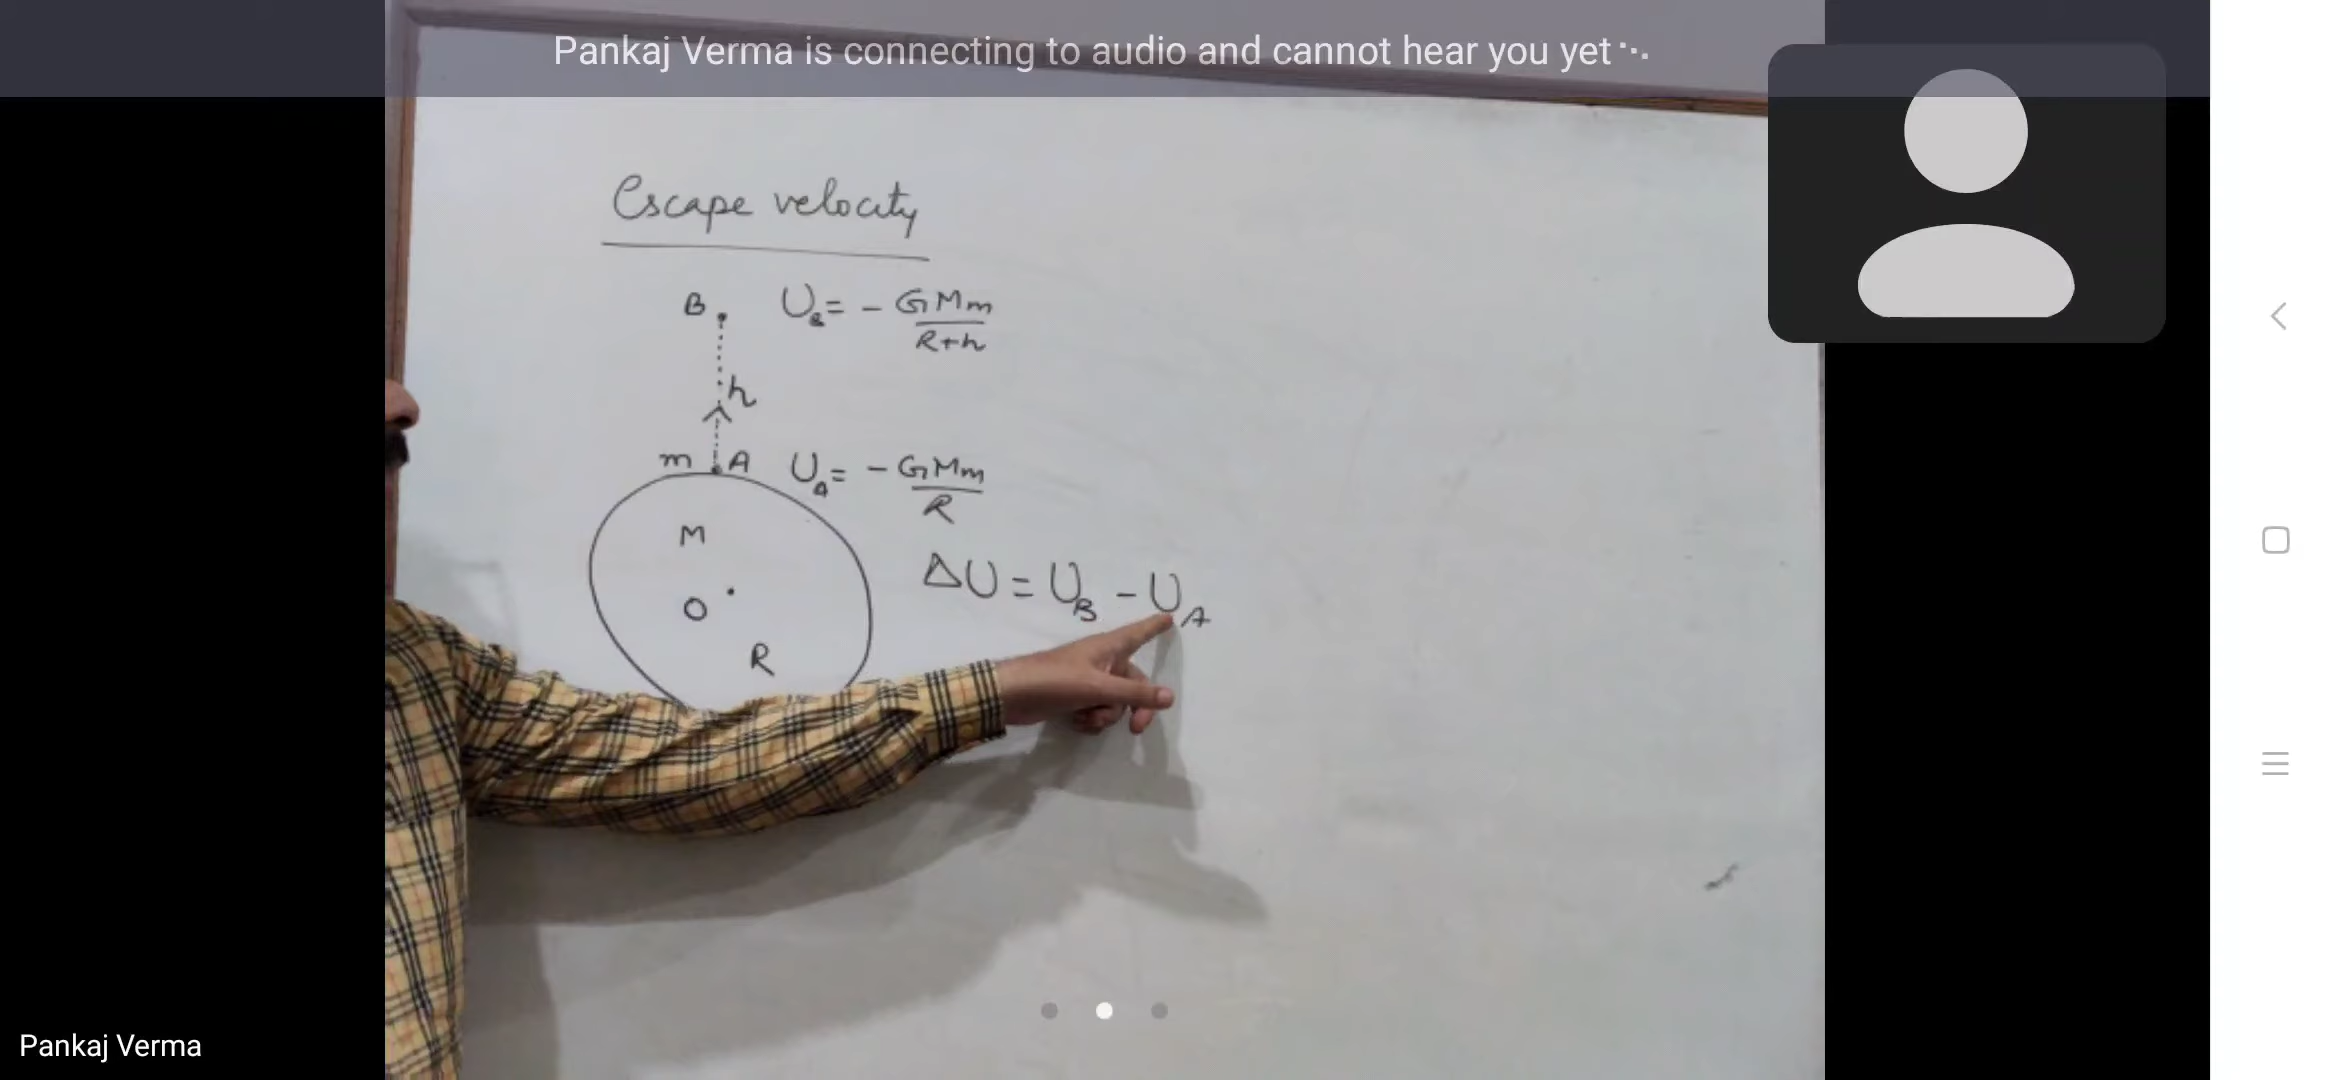 Pankaj Verma is connecting to audio and cannot hear you yet
Escape velocity
B U_B = - GMm / R+h
h
m A U_A = - GMm / R
M
ΔU = U_B - U_A
O
R
Pankaj Verma